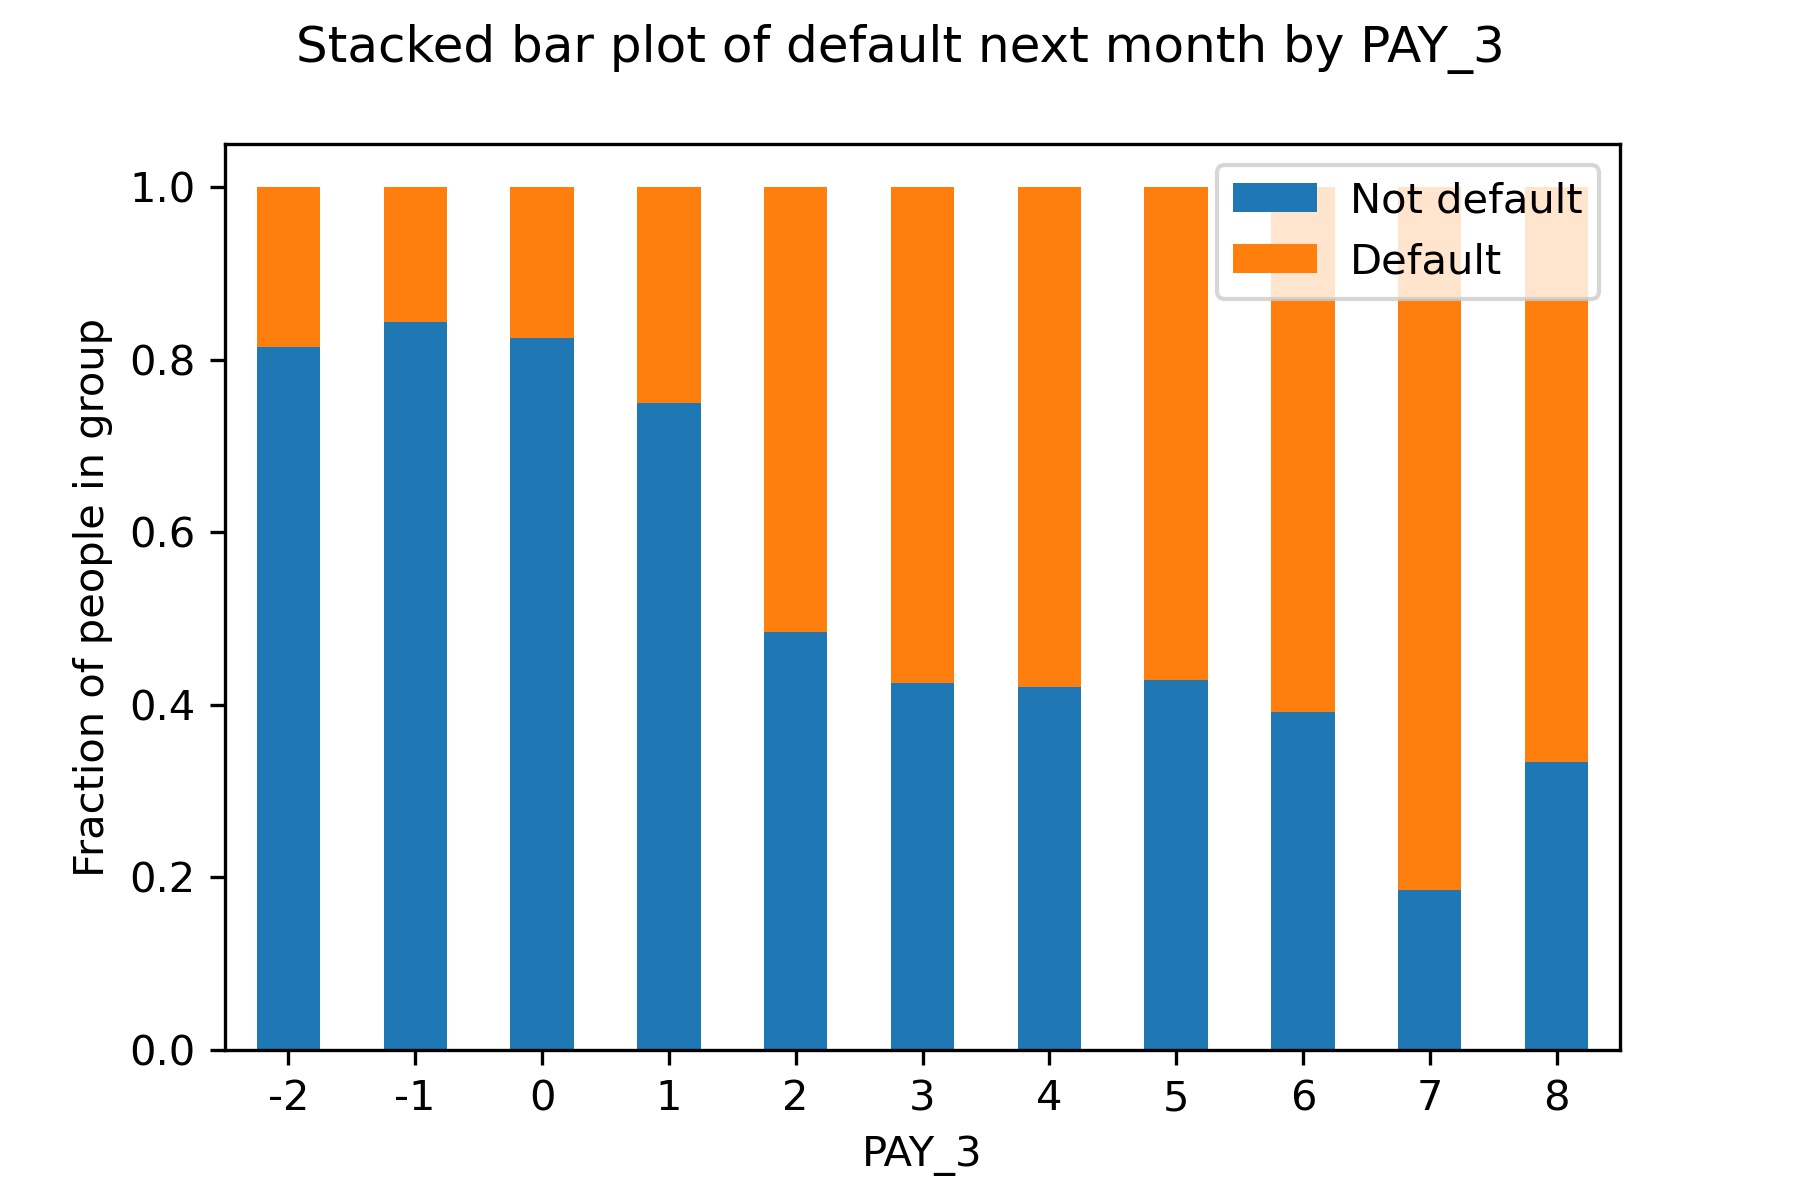 Stacked bar plot of default next month by PAY_3
Not default
Default
Fraction of people in group
1.0
0.8
0.6
0.4
0.2
0.0
-2 -1 0 1 2 3 4 5 6 7 8
PAY_3